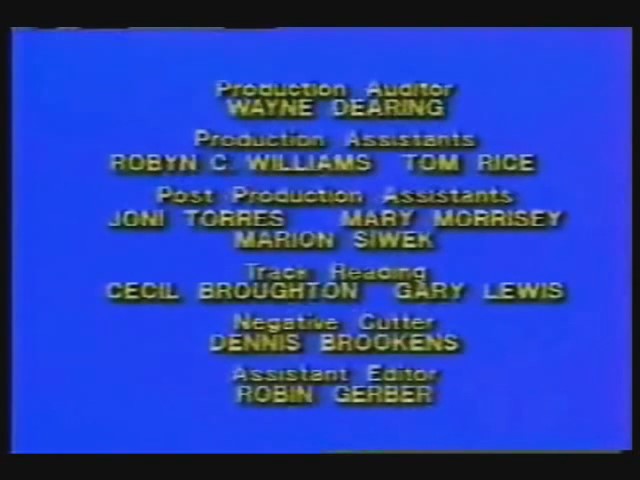 Production Auditor
WAYNE DEARING
Production Assistants
ROBYN C. WILLIAMS TOM RICE
Post Production Assistants
JONI TORRES MARY MORRISEY
MARION SIWEK
Track Reading
CECIL BROUGHTON GARY LEWIS
Negative Cutter
DENNIS BROOKENS
Assistant Editor
ROBIN GERBER